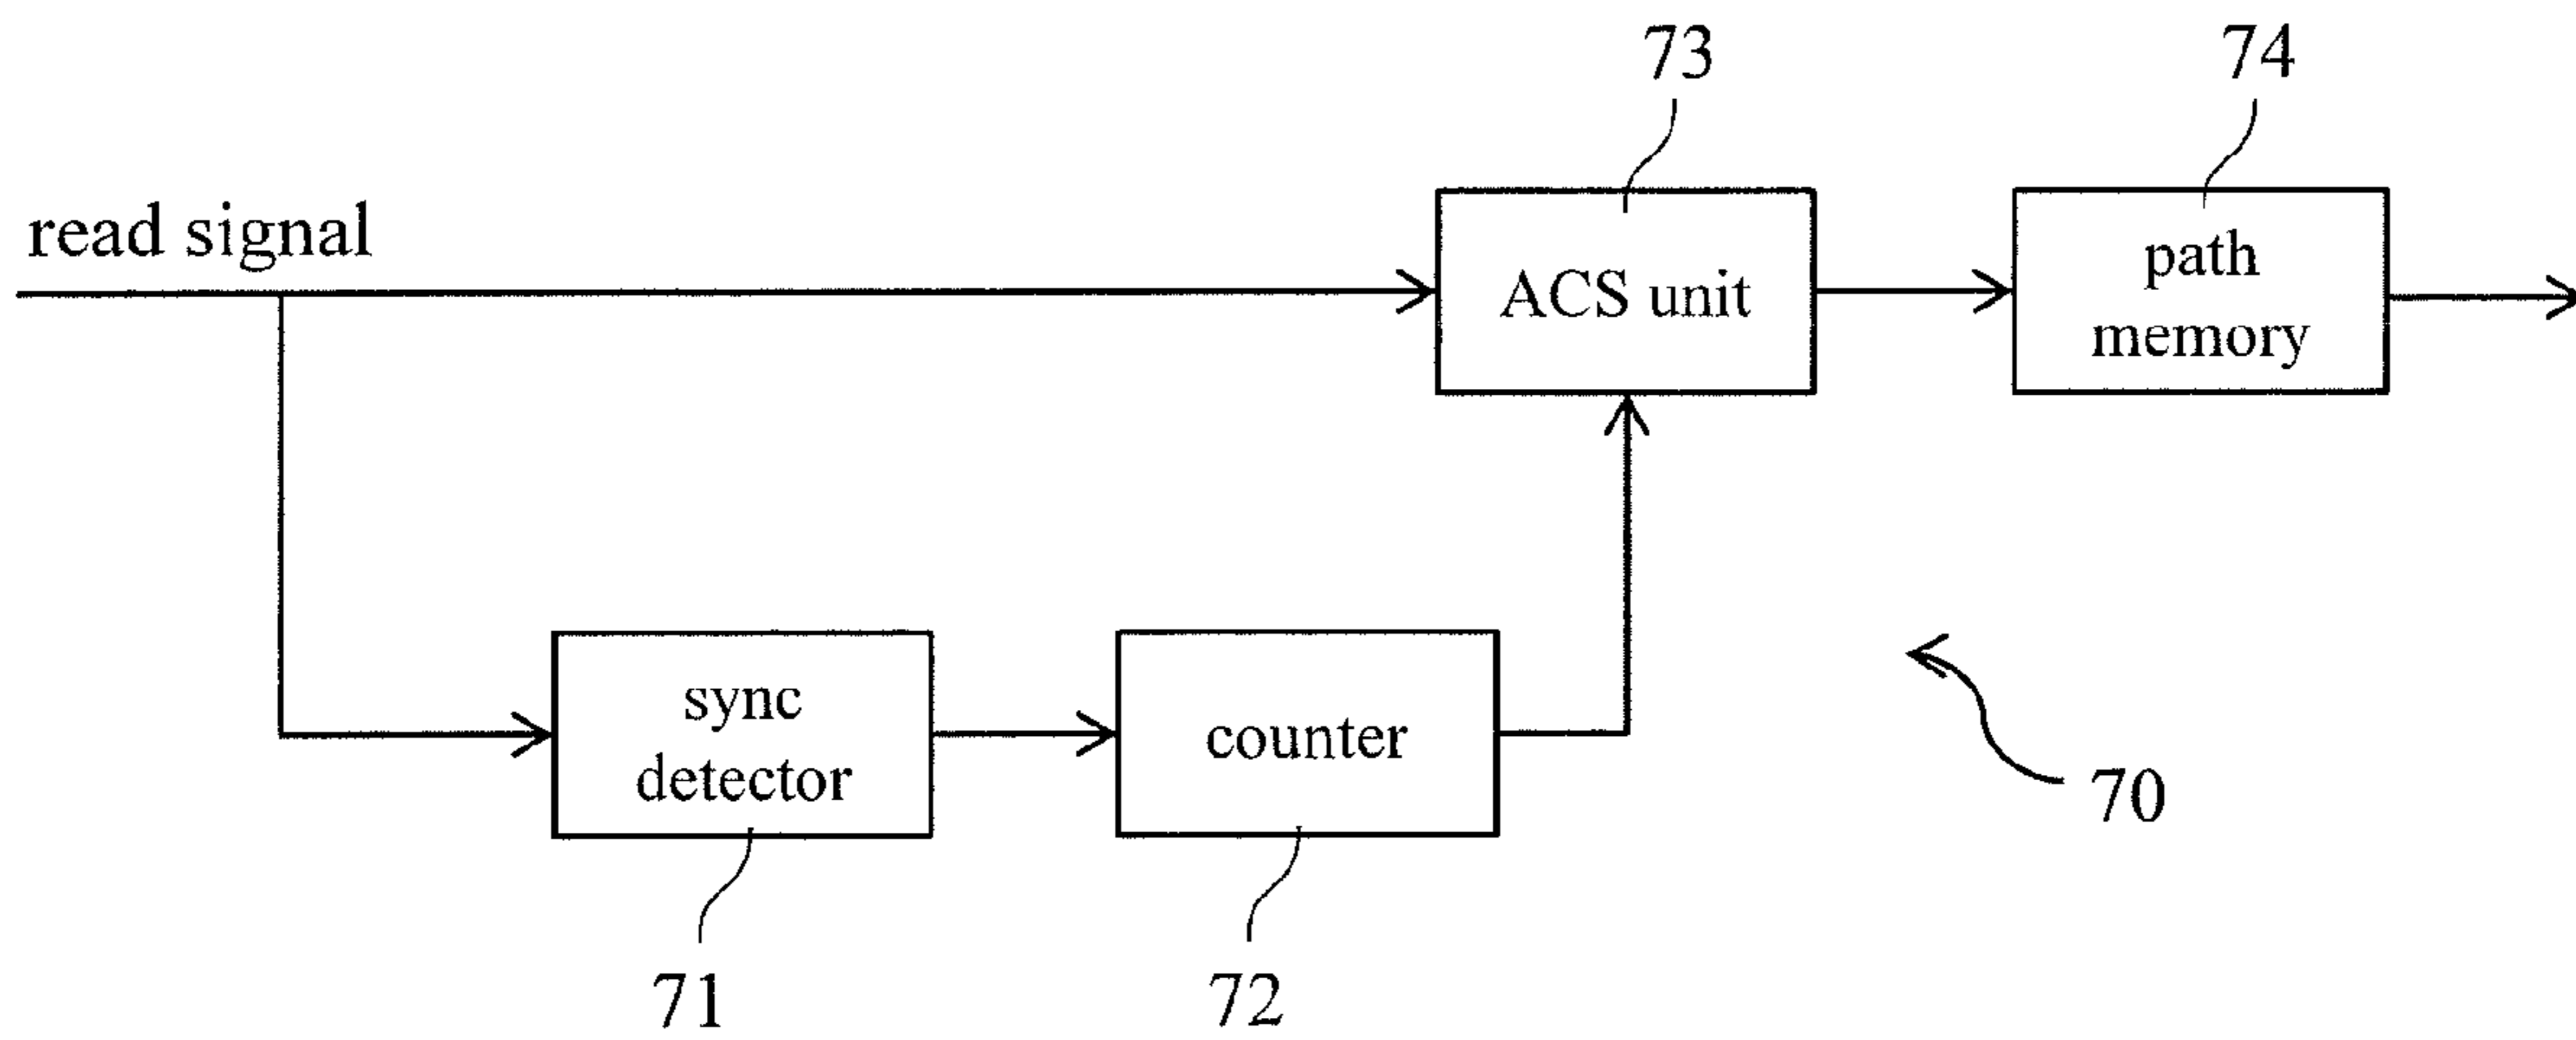 73
74
read signal
ACS unit
path
memory
sync
detector
counter
70
71
72